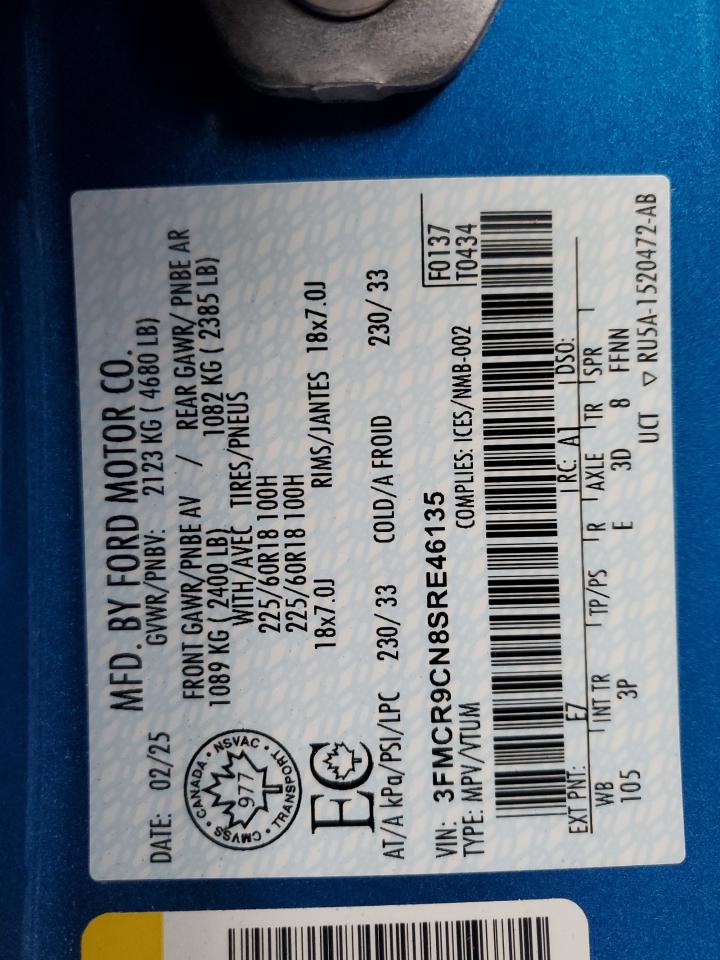 MFD. BY FORD MOTOR CO.
DATE: 02/25 GVWR/PNBV: 2123 KG ( 4680 LB)
FRONT GAWR/PNBE AV / REAR GAWR/ PNBE AR
1089 KG ( 2400 LB) 1082 KG ( 2385 LB)
WITH/AVEC TIRES/PNEUS
225/60R18 100H
225/60R18 100H
18x7.0J RIMS/JANTES 18x7.0J
CANADA • NSVAC • TRANSPORT • CMVSS •
977
EC
AT/A kPa/PSI/LPC 230/ 33 COLD/A FROID 230/ 33
VIN: 3FMCR9CN8SRE46135
TYPE: MPV/VTUM COMPLIES: ICES/NMB-002
F0137
T0434
EXT PNT: E7 RC: A1 DSO:
WB INT TR TP/PS R AXLE TR SPR
105 3P E 3D 8 FFNN
UCT ▽ RU5A-1520472-AB